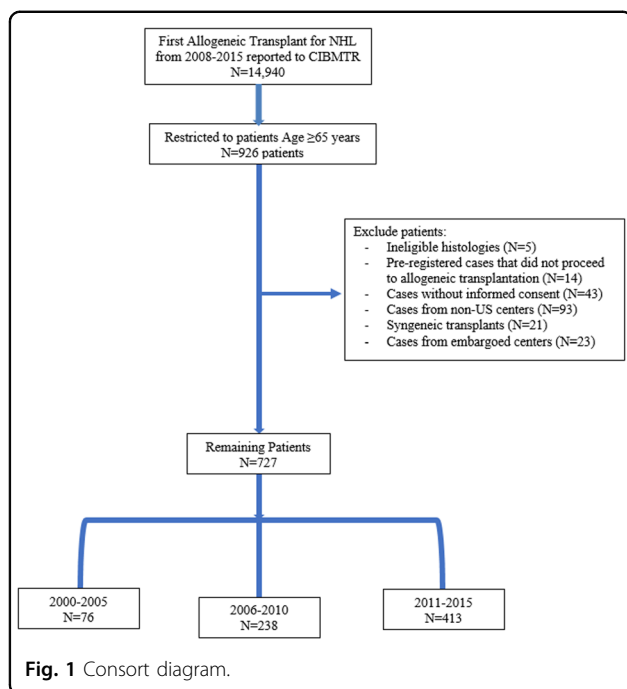 First Allogeneic Transplant for NHL
from 2008-2015 reported to CIBMTR
N=14,940
Restricted to patients Age ≥65 years
N=926 patients
Exclude patients:
- Ineligible histologies (N=5)
- Pre-registered cases that did not proceed
to allogeneic transplantation (N=14)
- Cases without informed consent (N=43)
- Cases from non-US centers (N=93)
- Syngeneic transplants (N=21)
- Cases from embargoed centers (N=23)
Remaining Patients
N=727
2000-2005
N=76
2006-2010
N=238
2011-2015
N=413
Fig. 1 Consort diagram.